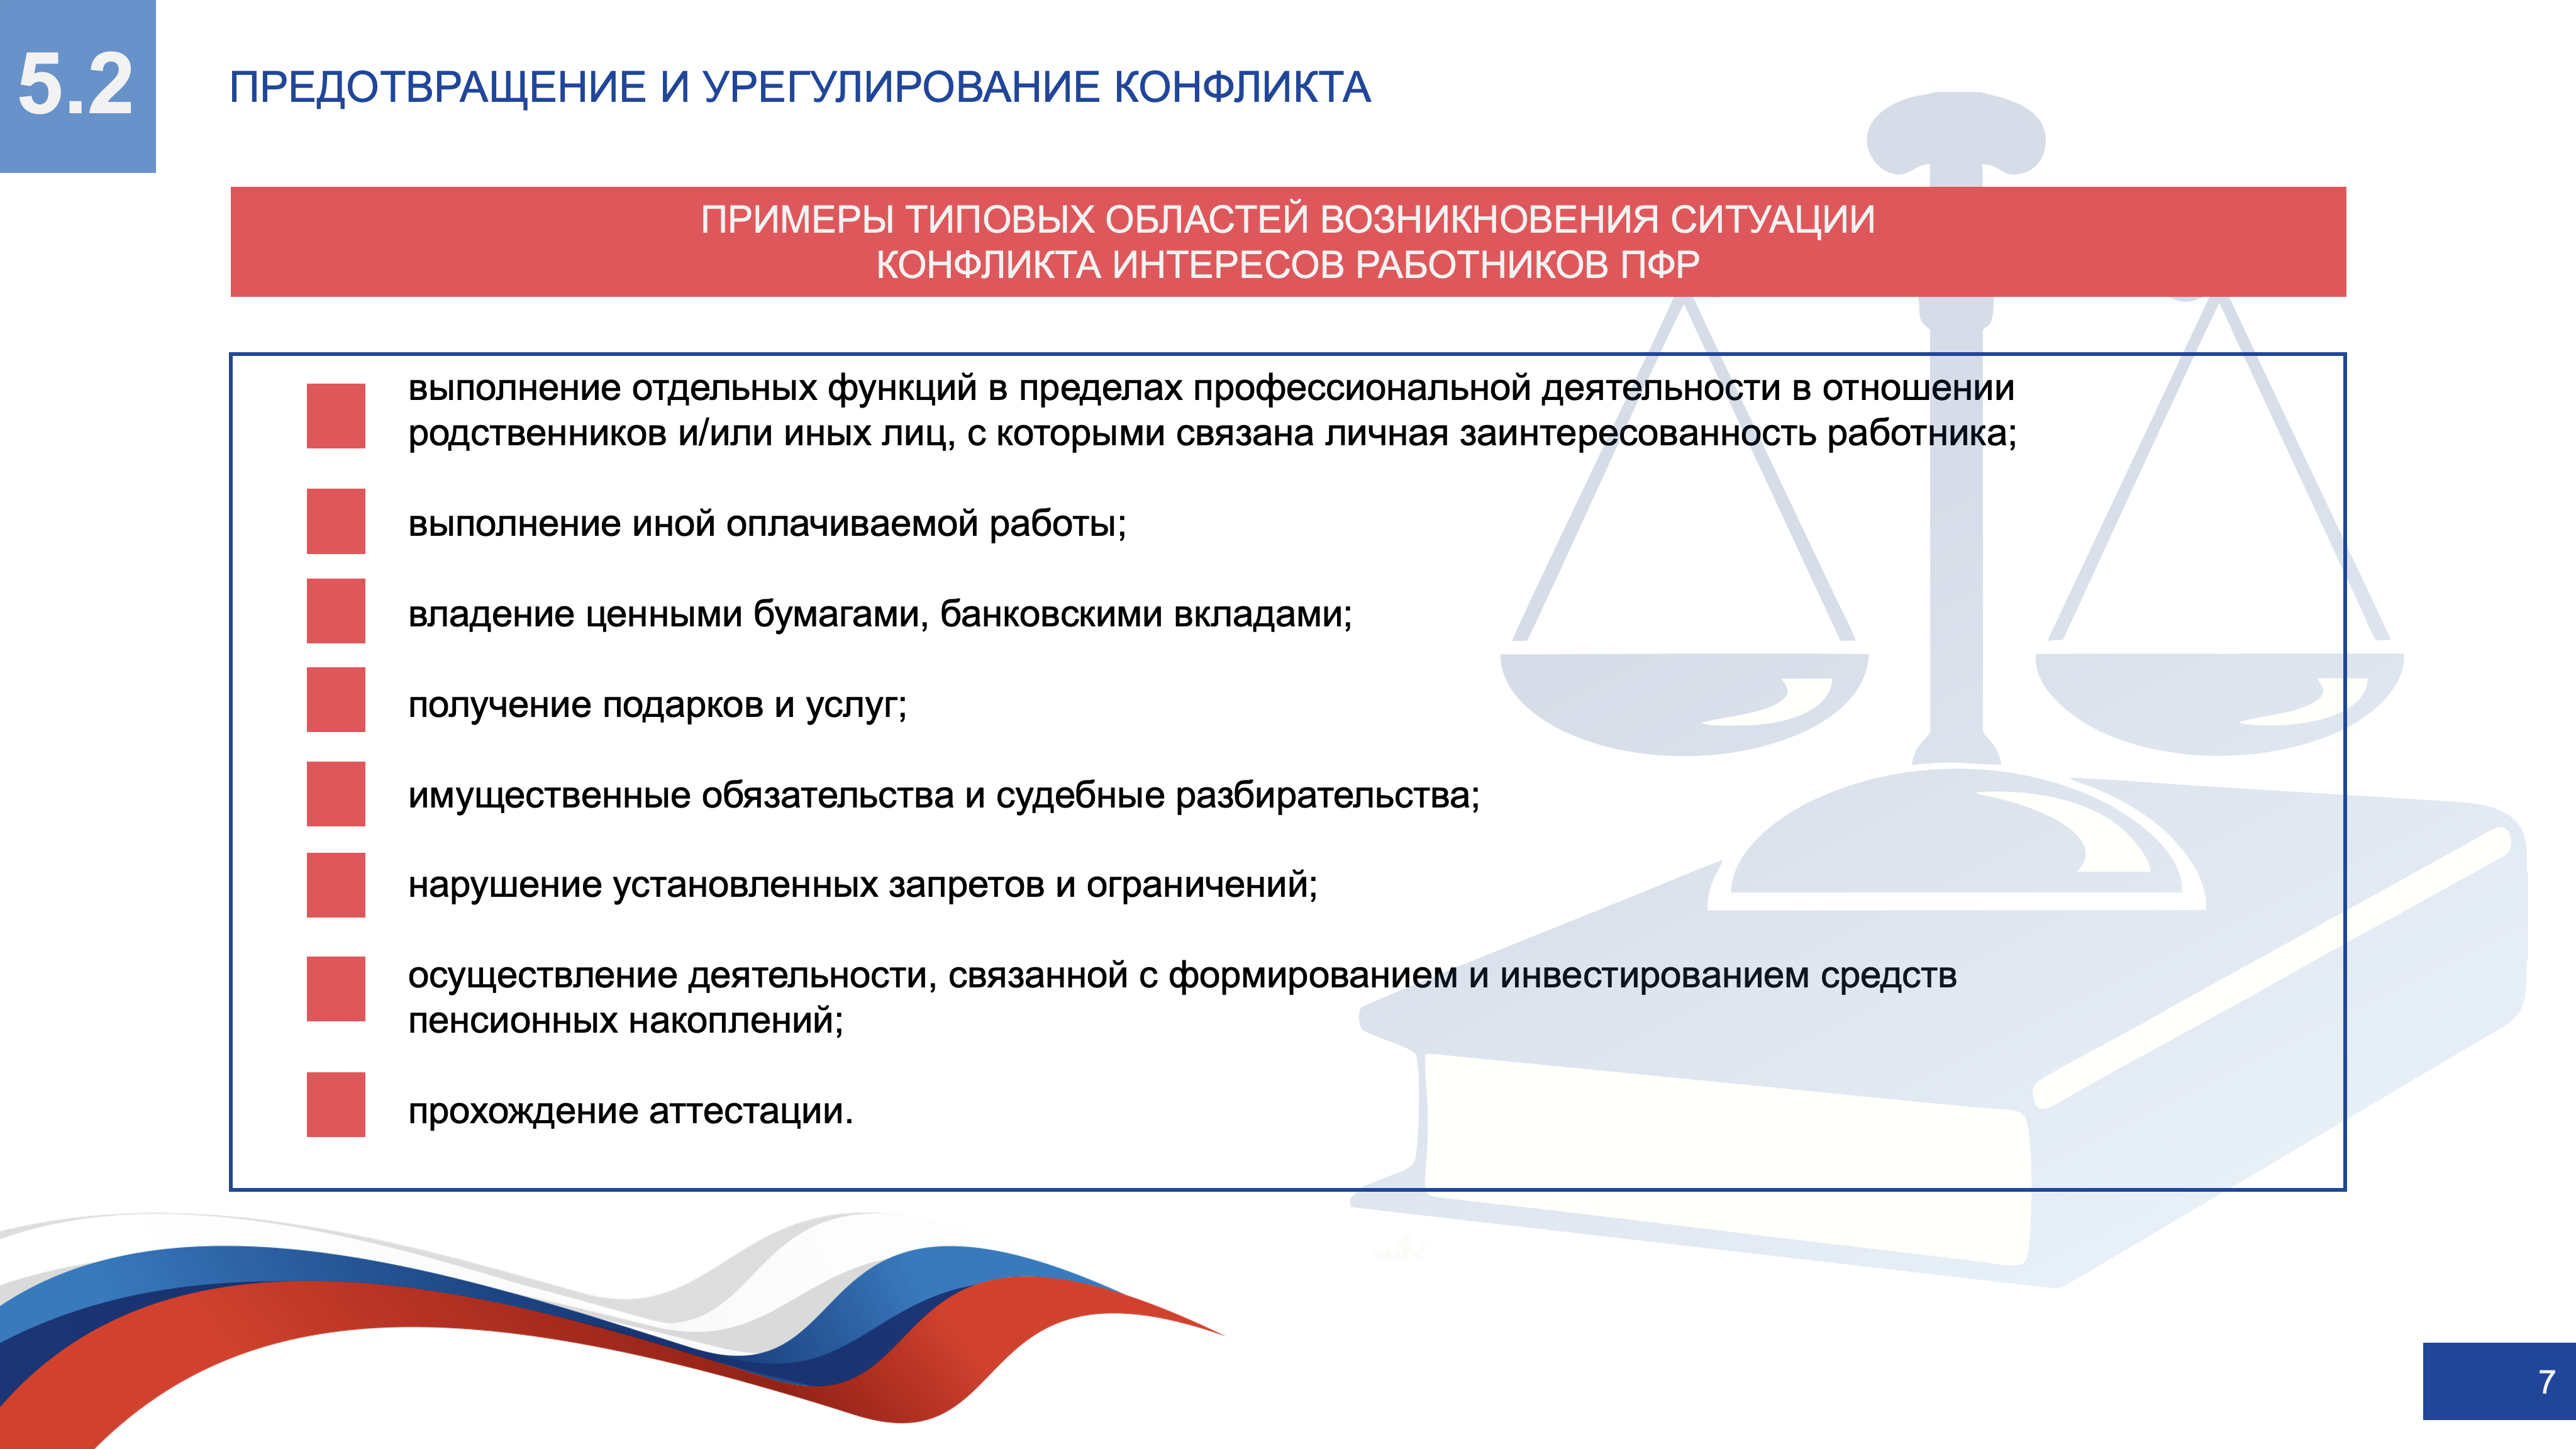 5.2
ПРЕДОТВРАЩЕНИЕ И УРЕГУЛИРОВАНИЕ КОНФЛИКТА
ПРИМЕРЫ ТИПОВЫХ ОБЛАСТЕЙ ВОЗНИКНОВЕНИЯ СИТУАЦИИ
КОНФЛИКТА ИНТЕРЕСОВ РАБОТНИКОВ ПФР
выполнение отдельных функций в пределах профессиональной деятельности в отношении
родственников и/или иных лиц, с которыми связана личная заинтересованность работника;
выполнение иной оплачиваемой работы;
владение ценными бумагами, банковскими вкладами;
получение подарков и услуг;
имущественные обязательства и судебные разбирательства;
нарушение установленных запретов и ограничений;
осуществление деятельности, связанной с формированием и инвестированием средств
пенсионных накоплений;
прохождение аттестации.
7